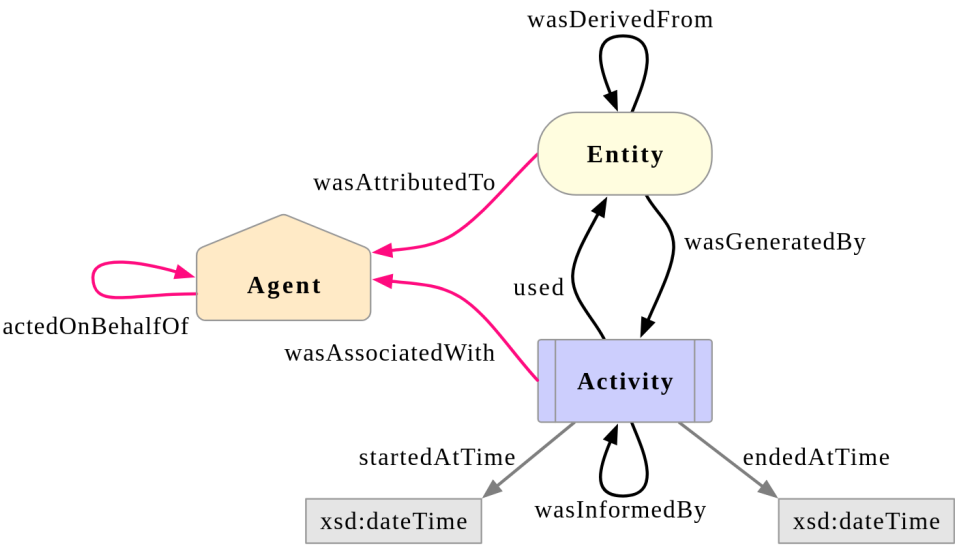 wasDerivedFrom
Entity
wasAttributedTo
wasGeneratedBy
Agent
used
actedOnBehalfOf
wasAssociatedWith
Activity
startedAtTime
endedAtTime
wasInformedBy
xsd:dateTime
xsd:dateTime